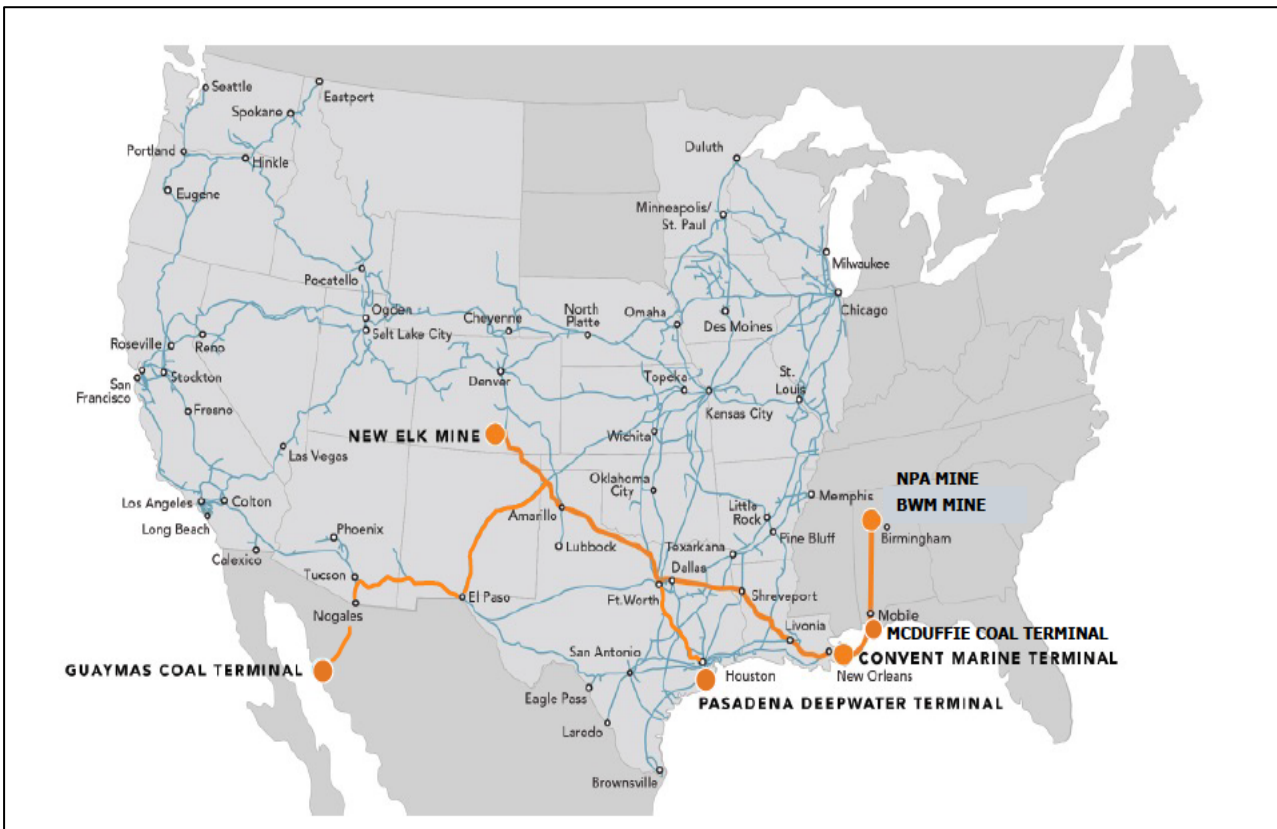 Seattle
Eastport
Spokane
Portland
Hinkle
Eugene
Duluth
Minneapolis/
St. Paul
Milwaukee
Pocatello
Chicago
Ogden
Cheyenne
North
Platte
Omaha
Des Moines
Salt Lake City
Roseville
Reno
Stockton
San
Francisco
Denver
Topeka
St.
Louis
Kansas City
Fresno
NEW ELK MINE
Wichita
Las Vegas
NPA MINE
BWM MINE
Oklahoma
City
Memphis
Los Angeles
Colton
Long Beach
Amarillo
Little
Rock
Pine Bluff
Birmingham
Phoenix
Lubbock
Texarkana
Calexico
Dallas
Tucson
Ft.Worth
Shreveport
El Paso
Nogales
Mobile
Livonia
MCDUFFIE COAL TERMINAL
CONVENT MARINE TERMINAL
San Antonio
GUAYMAS COAL TERMINAL
Houston
New Orleans
Eagle Pass
PASADENA DEEPWATER TERMINAL
Laredo
Brownsville